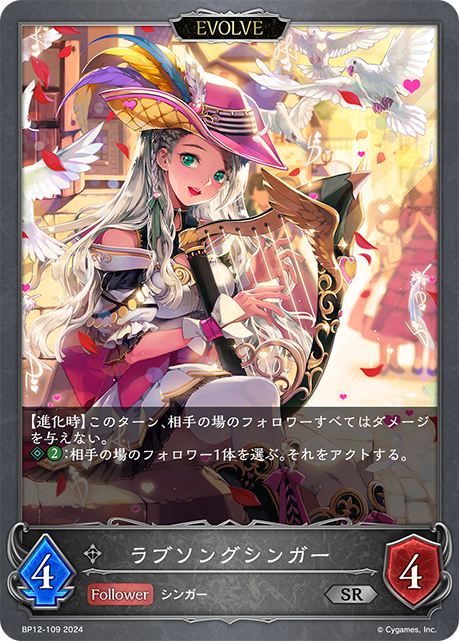 EVOLVE
【進化時】このターン、相手の場のフォロワーすべてはダメージ
を与えない。
2:相手の場のフォロワー1体を選ぶ。それをアクトする。
ラブソングシンガー
4
4
Follower シンガー
SR
BP12-109 2024
© Cygames, Inc.